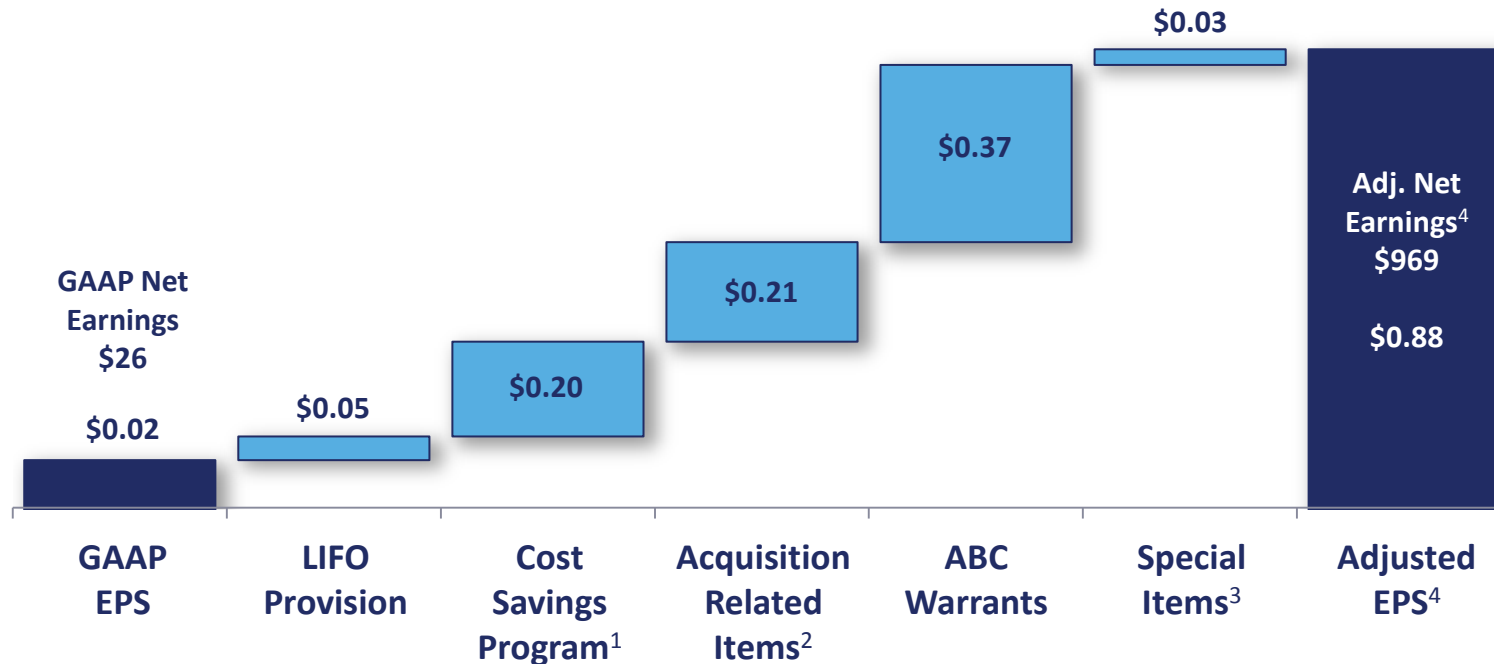 GAAP Net
Earnings
$26
$0.02
$0.05
$0.20
$0.21
$0.37
$0.03
Adj. Net
Earnings4
$969
$0.88
GAAP
EPS
LIFO
Provision
Cost
Savings
Program1
Acquisition
Related
Items2
ABC
Warrants
Special
Items3
Adjusted
EPS4